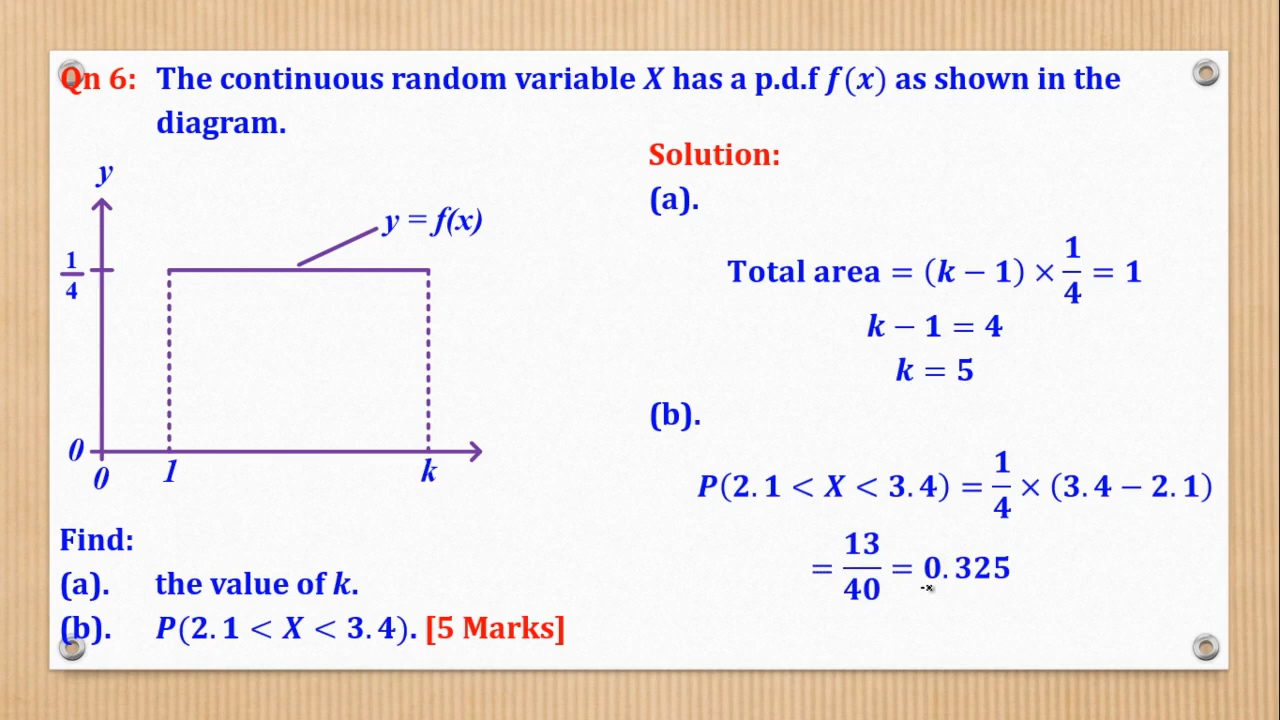 Qn 6: The continuous random variable X has a p.d.f f(x) as shown in the
diagram.
y
y = f(x)
1/4
0
0 1 k
Find:
(a). the value of k.
(b). P(2.1 < X < 3.4). [5 Marks]
Solution:
(a).
Total area = (k − 1) × 1/4 = 1
k − 1 = 4
k = 5
(b).
P(2.1 < X < 3.4) = 1/4 × (3.4 − 2.1)
= 13/40 = 0.325